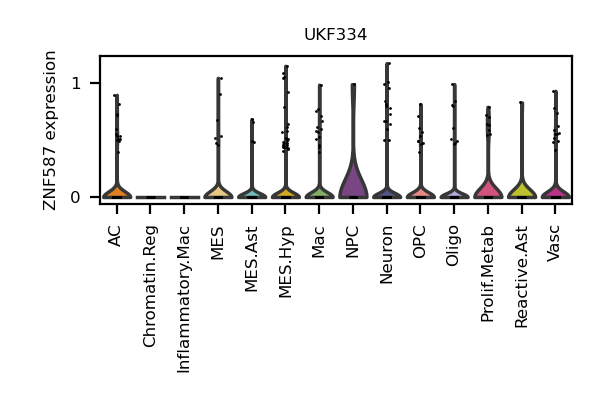 UKF334
ZNF587 expression
1
0
AC
Chromatin.Reg
Inflammatory.Mac
MES
MES.Ast
MES.Hyp
Mac
NPC
Neuron
OPC
Oligo
Prolif.Metab
Reactive.Ast
Vasc